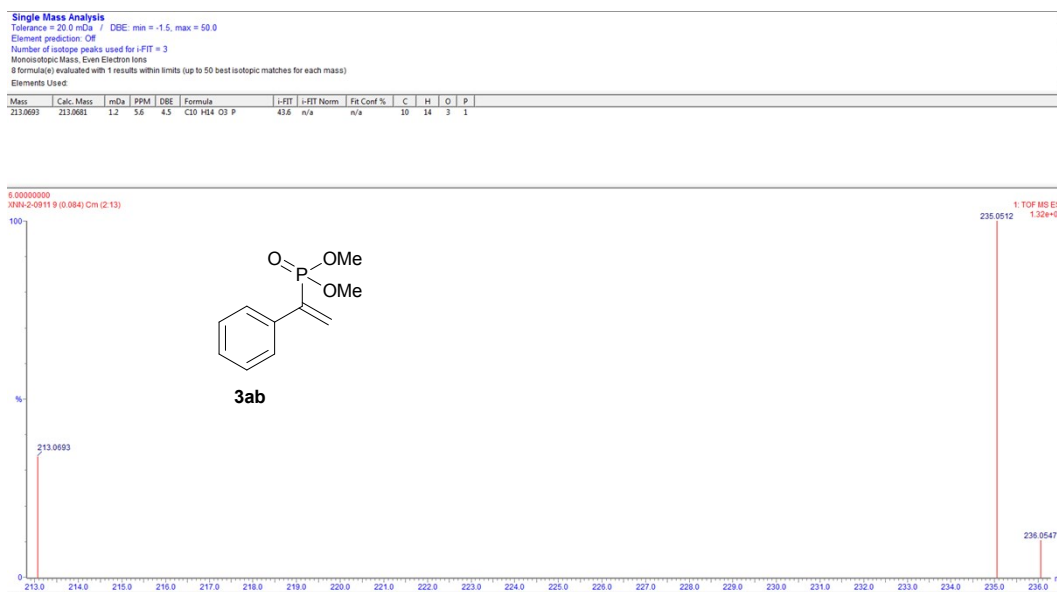 Single Mass Analysis
Tolerance = 20.0 mDa / DBE: min = -1.5, max = 50.0
Element prediction: Off
Number of isotope peaks used for i-FIT = 3
Monoisotopic Mass, Even Electron Ions
8 formula(e) evaluated with 1 results within limits (up to 50 best isotopic matches for each mass)
Elements Used:
Mass Calc. Mass mDa PPM DBE Formula i-FIT i-FIT Norm Fit Conf % C H O P
213.0693 213.0681 1.2 5.6 4.5 C10 H14 O3 P 43.6 n/a n/a 10 14 3 1
6.00000000
XNN-2-0911 9 (0.084) Cm (2:13)
1: TOF MS ES
1.32e+0
100
235.0512
O
OMe
P
OMe
3ab
%
213.0693
236.0547
0
213.0 214.0 215.0 216.0 217.0 218.0 219.0 220.0 221.0 222.0 223.0 224.0 225.0 226.0 227.0 228.0 229.0 230.0 231.0 232.0 233.0 234.0 235.0 236.0